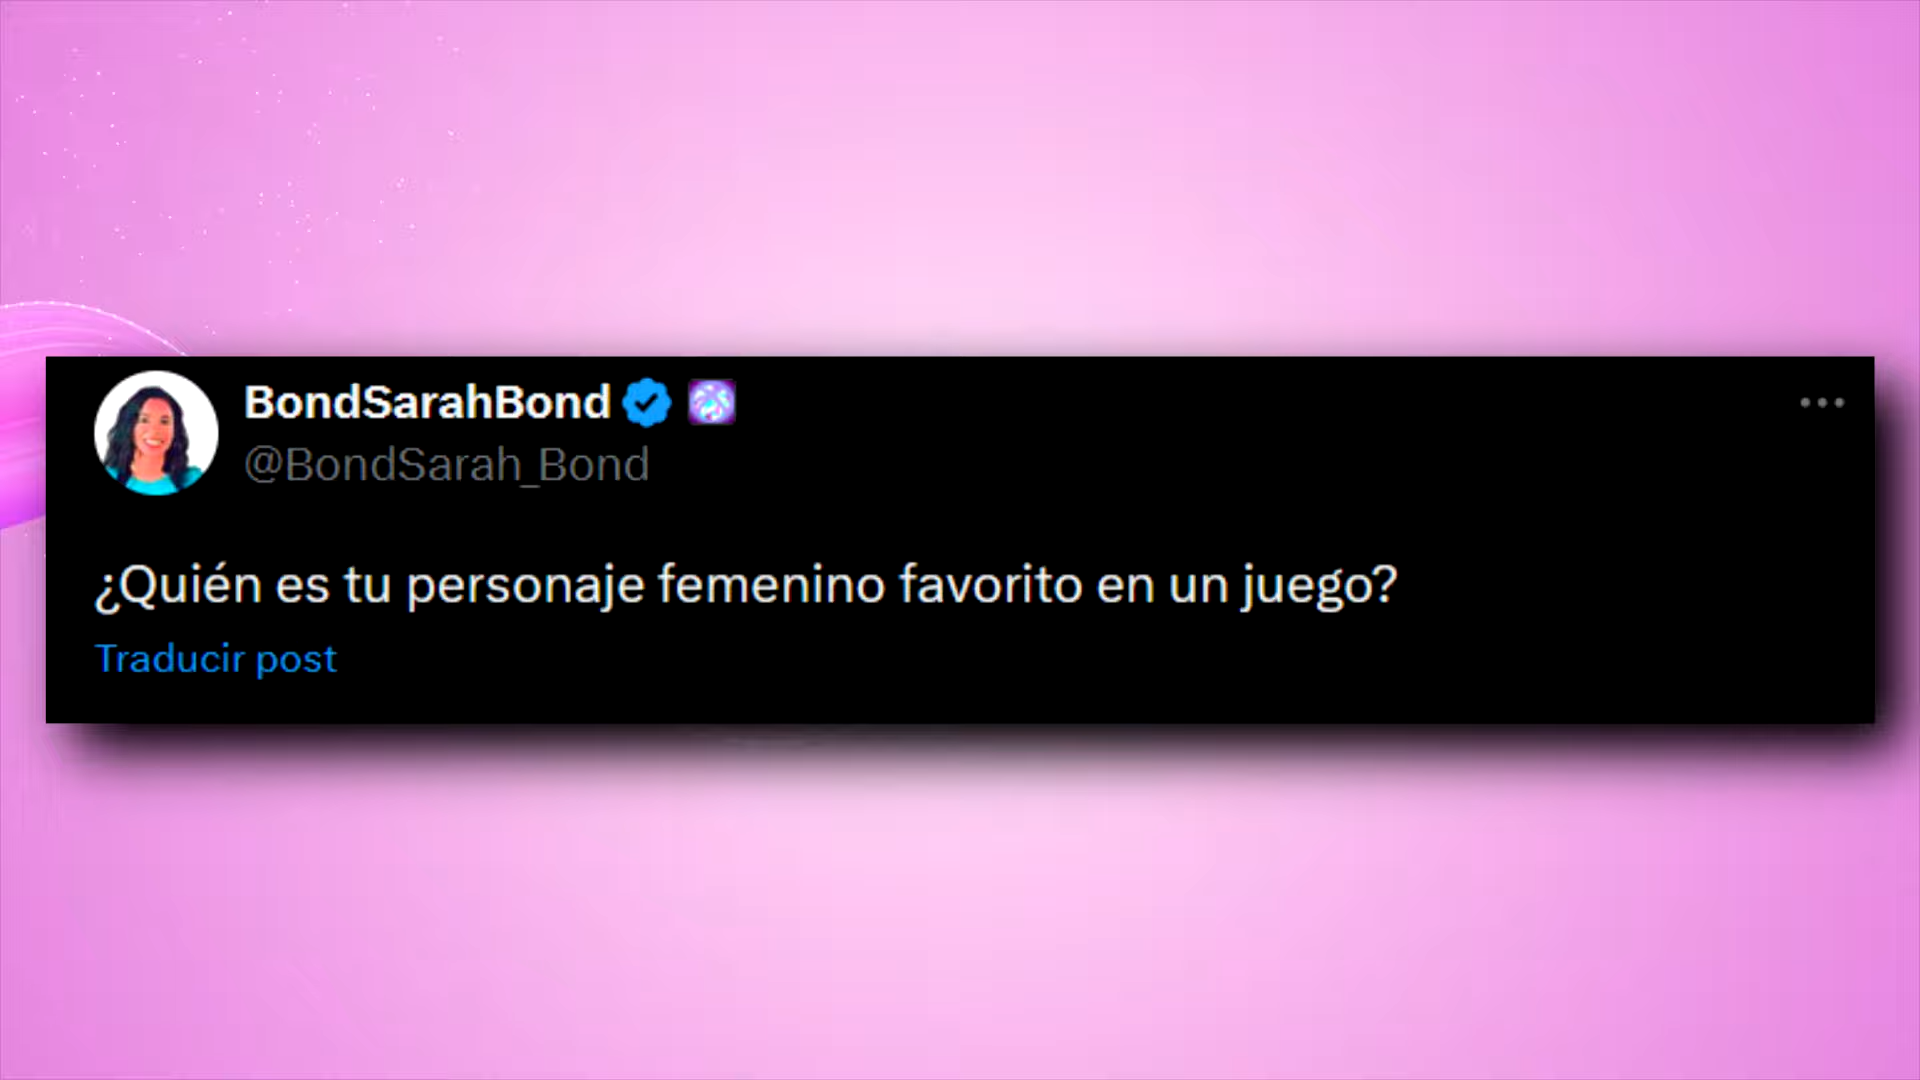 BondSarahBond
@BondSarah_Bond
¿Quién es tu personaje femenino favorito en un juego?
Traducir post